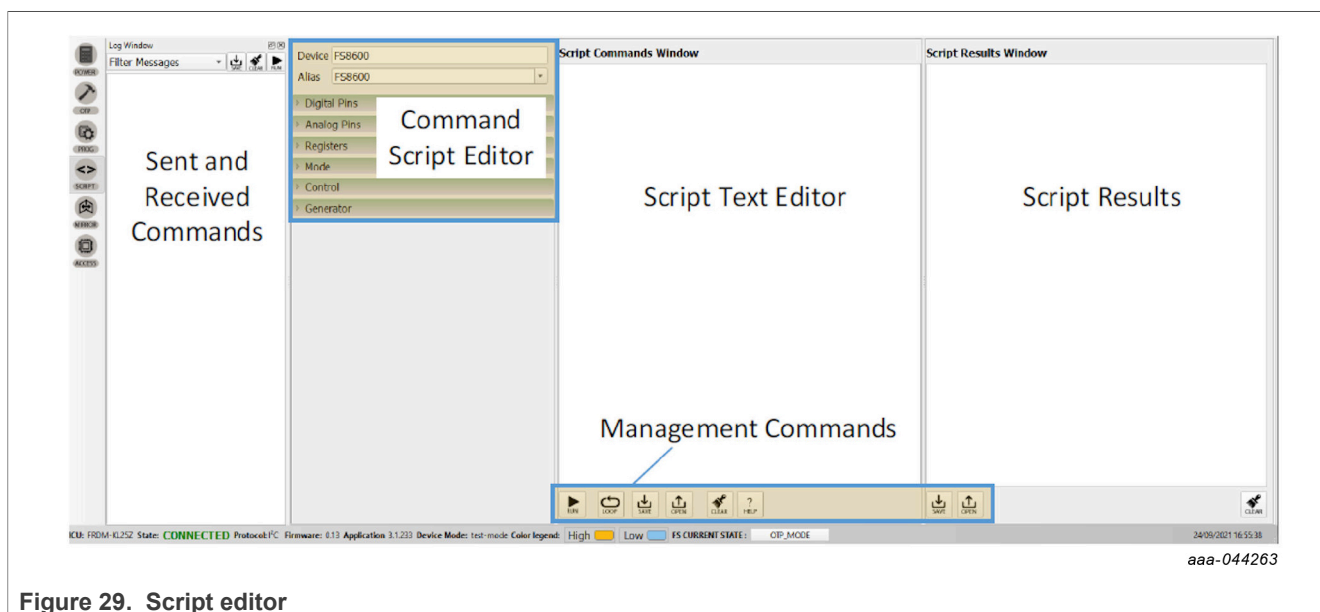 Log Window
Filter Messages
SAVE CLEAR RUN
POWER
OTP
PROG
<>
SCRIPT
MIRROR
ACCESS
Sent and
Received
Commands
Device FS8600
Alias FS8600
Digital Pins
Analog Pins
Registers
Mode
Control
Generator
Command
Script Editor
Script Commands Window
Script Text Editor
Management Commands
RUN LOOP SAVE OPEN CLEAR ? HELP
Script Results Window
Script Results
SAVE OPEN
CLEAR
ICU: FRDM-KL25Z State: CONNECTED Protocol:I²C Firmware: 0.13 Application 3.1.233 Device Mode: test-mode Color legend: High Low FS CURRENT STATE: OTP_MODE 24/09/2021 16:55:38
aaa-044263
Figure 29. Script editor